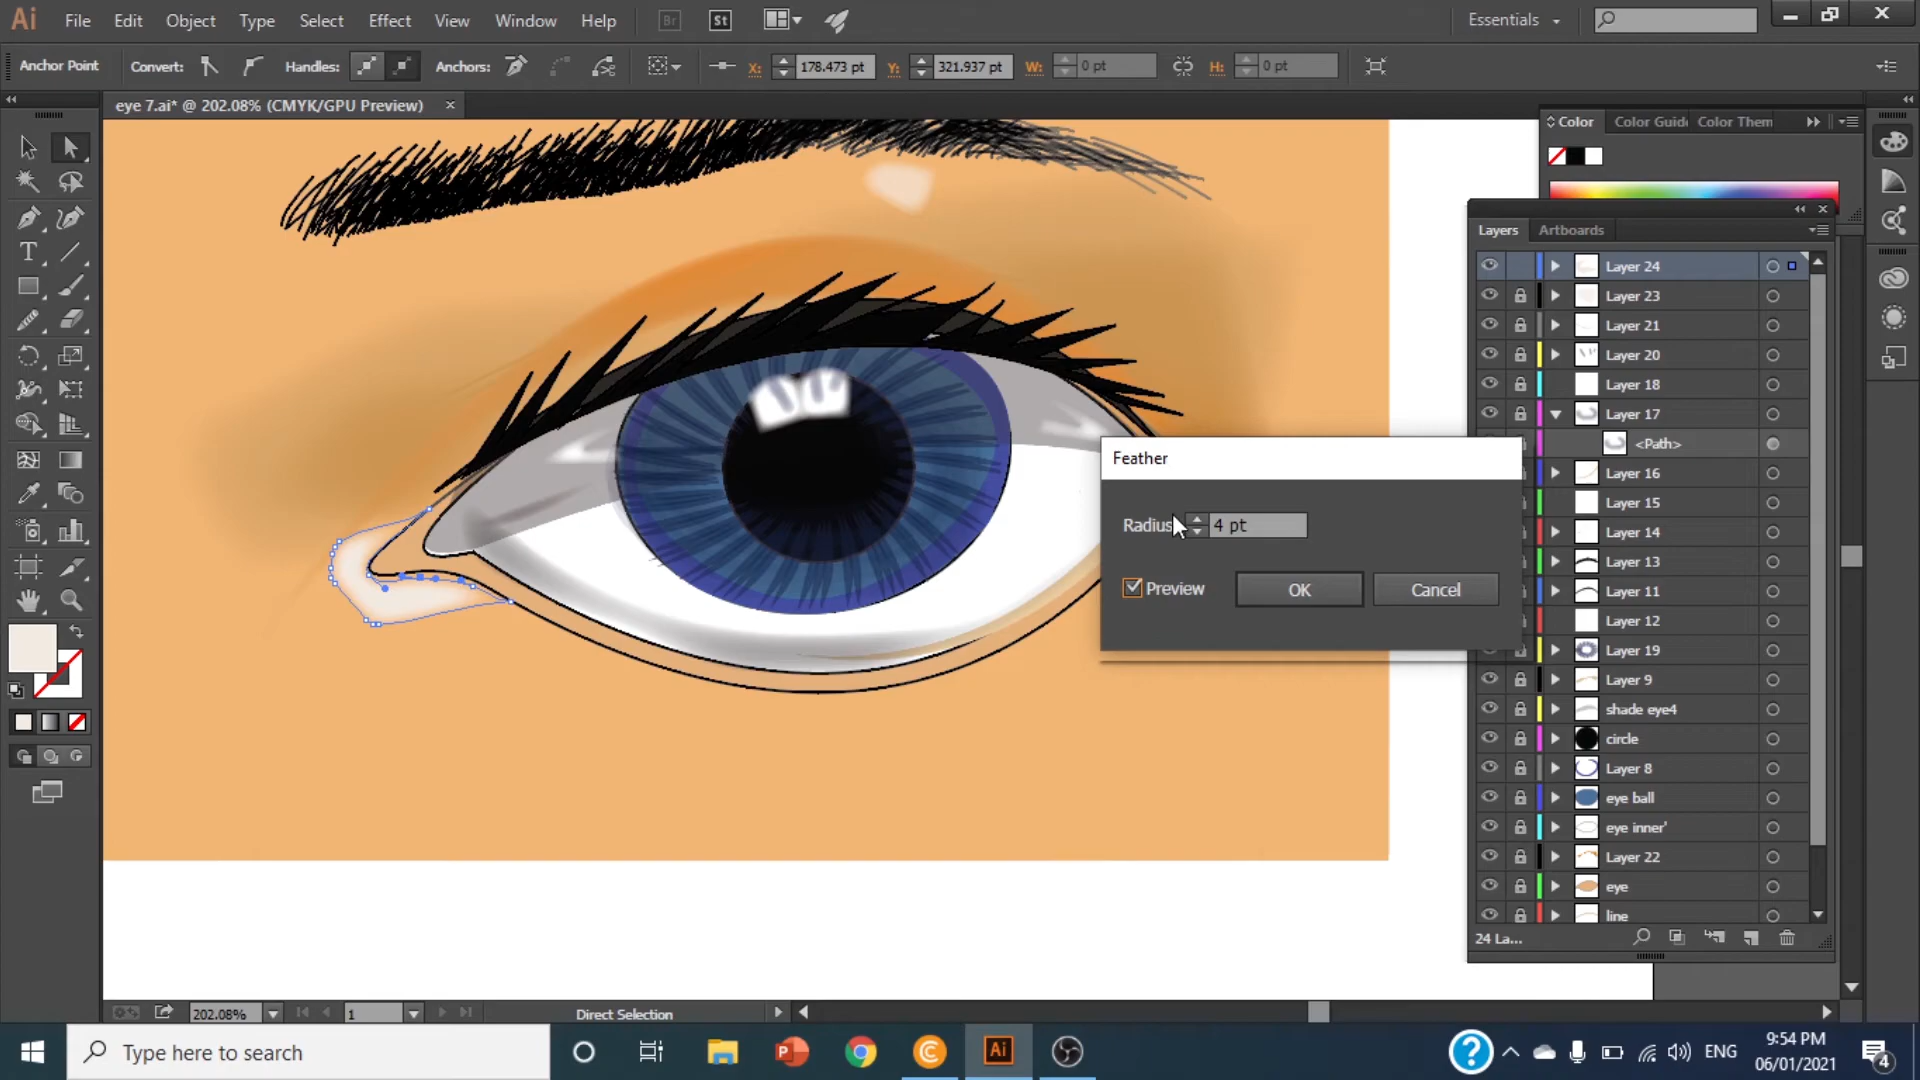 Ai File Edit Object Type Select Effect View Window Help Br St Essentials
Anchor Point Convert: Handles: Anchors: X: 178.473 pt Y: 321.937 pt W: 0 pt H: 0 pt
eye 7.ai* @ 202.08% (CMYK/GPU Preview)
Color Color Guide Color Them
Layers Artboards
Layer 24
Layer 23
Layer 21
Layer 20
Layer 18
Layer 17
<Path>
Layer 16
Layer 15
Layer 14
Layer 13
Layer 11
Layer 12
Layer 19
Layer 9
shade eye4
circle
Layer 8
eye ball
eye inner'
Layer 22
eye
line
24 La...
Feather
Radius 4 pt
Preview OK Cancel
202.08% 1 Direct Selection
Type here to search
Ai
ENG
9:54 PM
06/01/2021
4